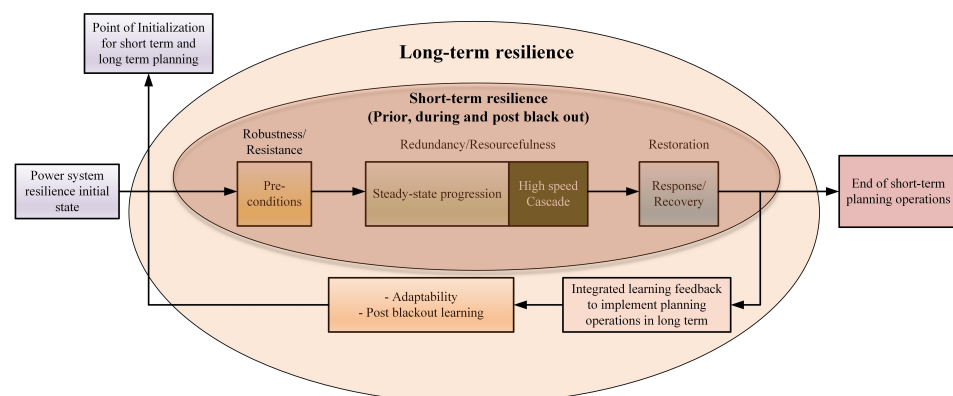 Point of Initialization
for short term and
long term planning
Long-term resilience
Short-term resilience
(Prior, during and post black out)
Robustness/
Resistance
Redundancy/Resourcefulness
Restoration
Power system
resilience initial
state
Pre-
conditions
Steady-state progression
High speed
Cascade
Response/
Recovery
End of short-term
planning operations
- Adaptability
- Post blackout learning
Integrated learning feedback
to implement planning
operations in long term